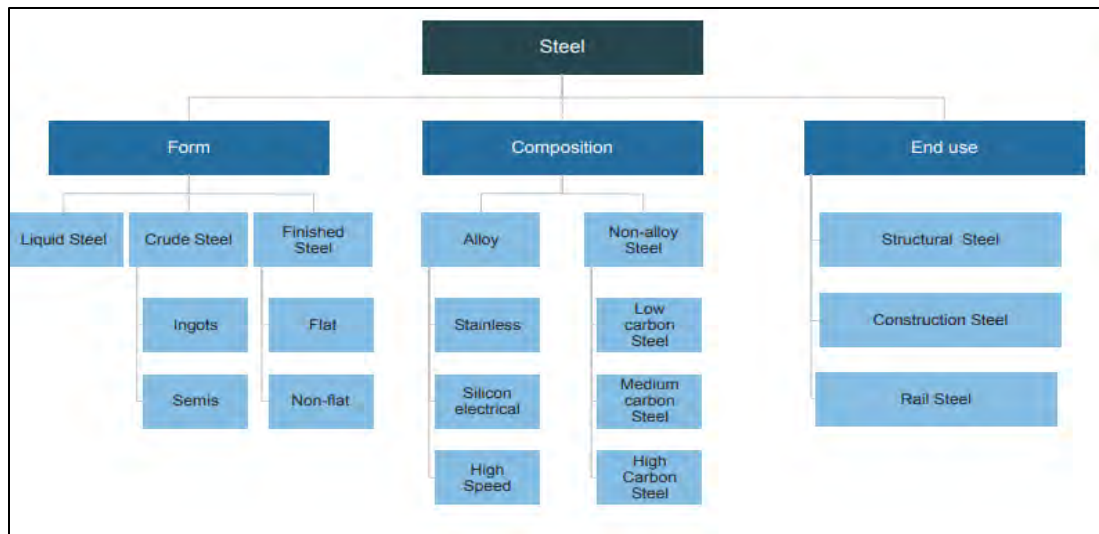 Steel
Form
Composition
End use
Liquid Steel
Crude Steel
Finished
Steel
Alloy
Non-alloy
Steel
Structural Steel
Ingots
Flat
Stainless
Low
carbon
Steel
Construction Steel
Semis
Non-flat
Silicon
electrical
Medium
carbon
Steel
Rail Steel
High
Speed
High
Carbon
Steel